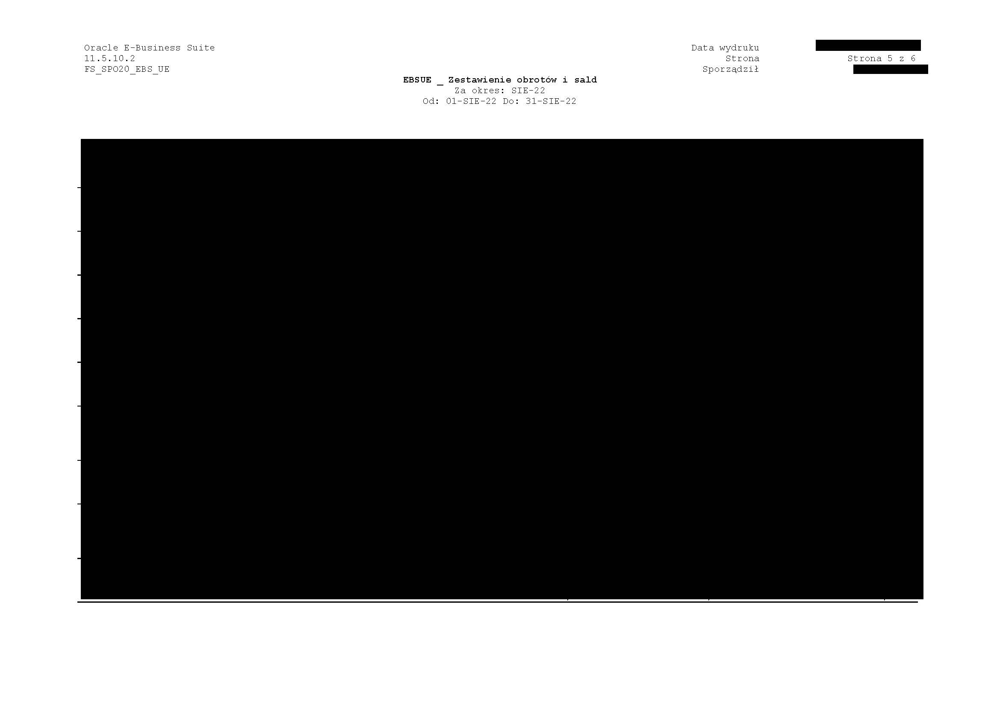 Oracle E-Business Suite
11.5.10.2
FS_SPO20_EBS_UE
Data wydruku
Strona Strona 5 z 6
Sporządził
EBSUE _ Zestawienie obrotów i sald
Za okres: SIE-22
Od: 01-SIE-22 Do: 31-SIE-22